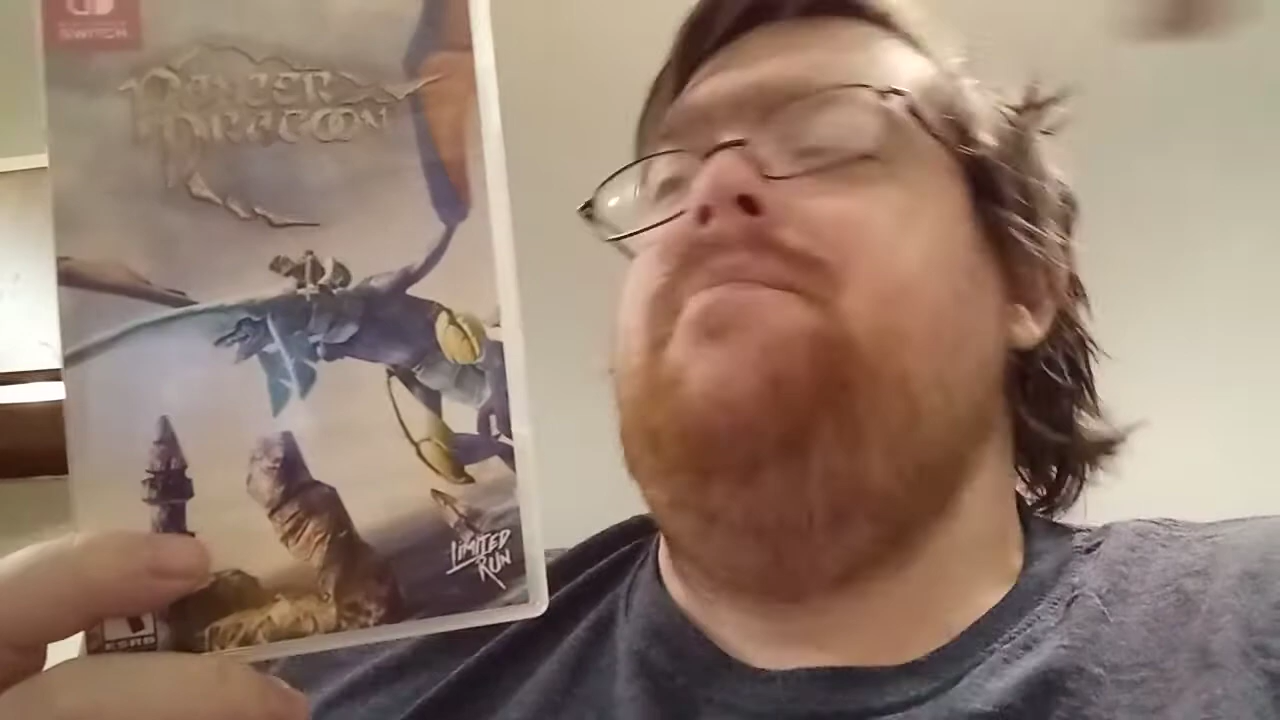 SWITCH
PANZER
DRAGOON
LIMITED
RUN
ESRB